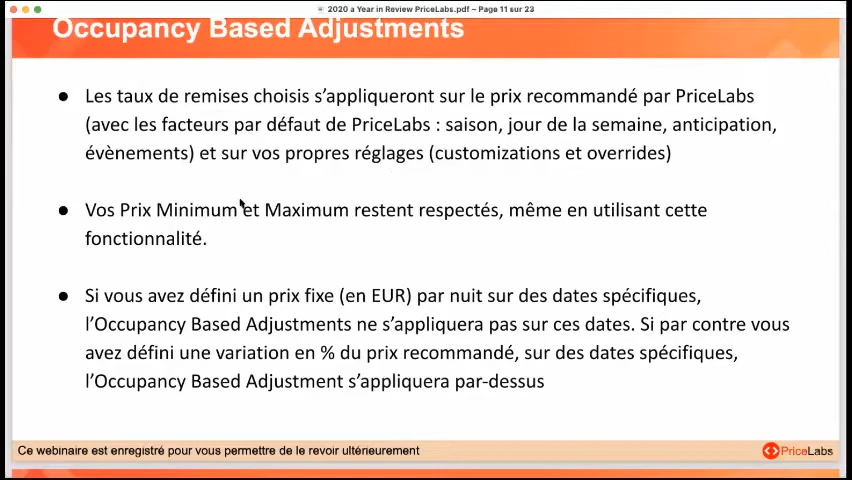 2020 a Year in Review PriceLabs.pdf – Page 11 sur 23
Occupancy Based Adjustments
● Les taux de remises choisis s’appliqueront sur le prix recommandé par PriceLabs
(avec les facteurs par défaut de PriceLabs : saison, jour de la semaine, anticipation,
évènements) et sur vos propres réglages (customizations et overrides)
● Vos Prix Minimum et Maximum restent respectés, même en utilisant cette
fonctionnalité.
● Si vous avez défini un prix fixe (en EUR) par nuit sur des dates spécifiques,
l’Occupancy Based Adjustments ne s’appliquera pas sur ces dates. Si par contre vous
avez défini une variation en % du prix recommandé, sur des dates spécifiques,
l’Occupancy Based Adjustment s’appliquera par-dessus
Ce webinaire est enregistré pour vous permettre de le revoir ultérieurement
PriceLabs